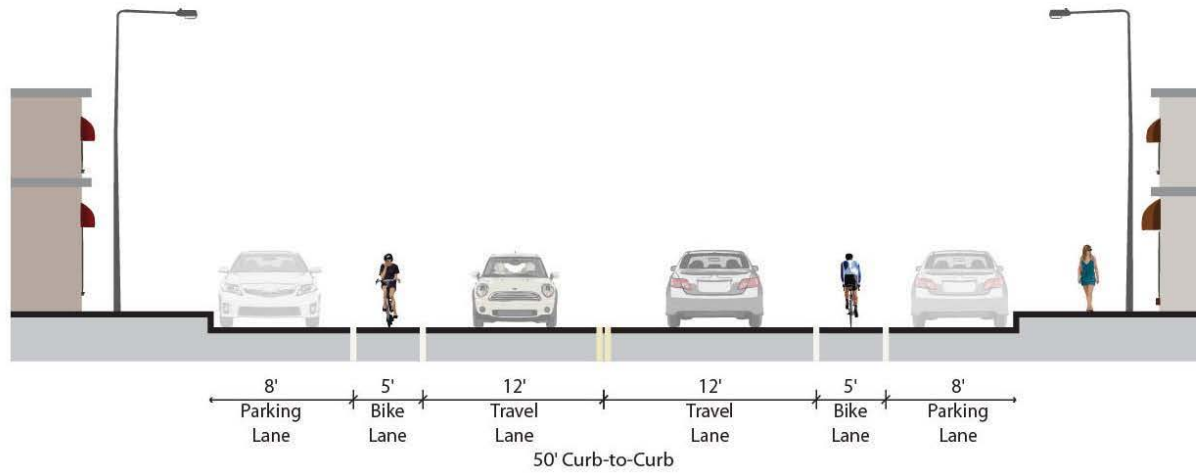 8' 5' 12' 12' 5' 8'
Parking Bike Travel Travel Bike Parking
Lane Lane Lane Lane Lane Lane
50' Curb-to-Curb